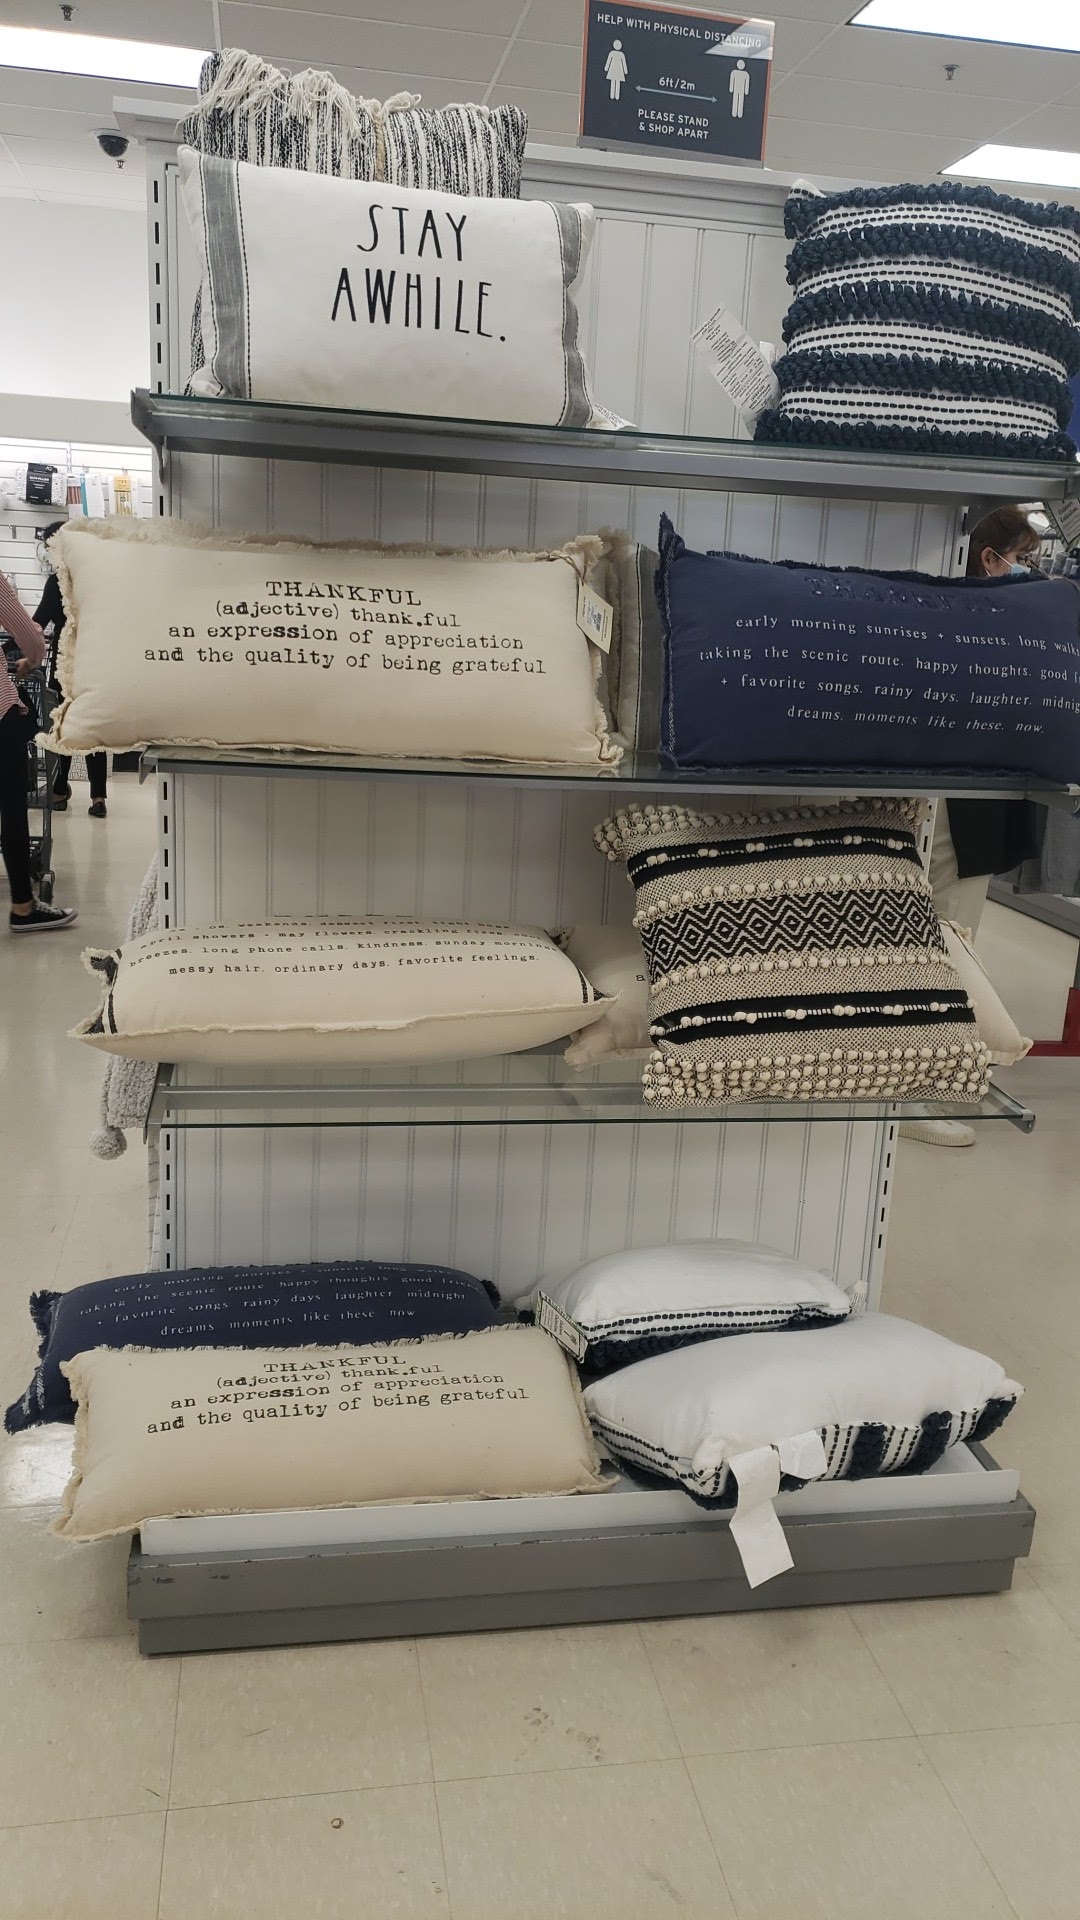 HELP WITH PHYSICAL DISTANCING
6ft/2m
PLEASE STAND
& SHOP APART
STAY
AWHILE.
THANKFUL
(adjective) thank.ful
an expression of appreciation
and the quality of being grateful
THANKFUL
early morning sunrises + sunsets. long walks
taking the scenic route. happy thoughts. good
+ favorite songs. rainy days. laughter.
dreams. moments like these. now.
april showers + may flowers. crackling
breezes. long phone calls. kindness. sunday
messy hair. ordinary days. favorite feelings.
a
early morning sunrises + sunsets long
taking the scenic route happy thoughts good
+ favorite songs rainy days laughter midnight
dreams moments like these now
THANKFUL
(adjective) thank.ful
an expression of appreciation
and the quality of being grateful